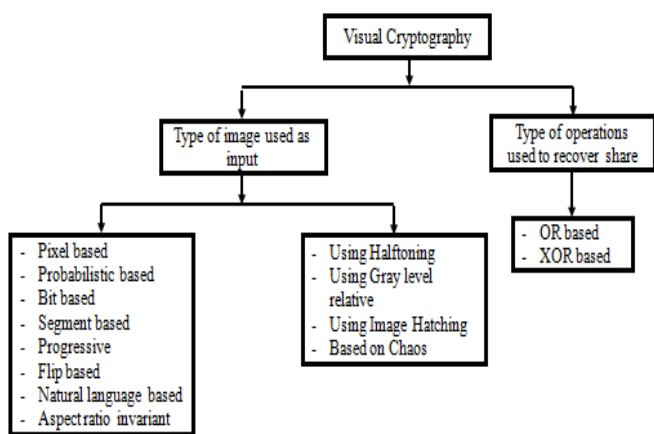 Visual Cryptography
Type of image used as
input
Type of operations
used to recover share
- Pixel based
- Probabilistic based
- Bit based
- Segment based
- Progressive
- Flip based
- Natural language based
- Aspect ratio invariant
- Using Halftoning
- Using Gray level
relative
- Using Image Hatching
- Based on Chaos
- OR based
- XOR based